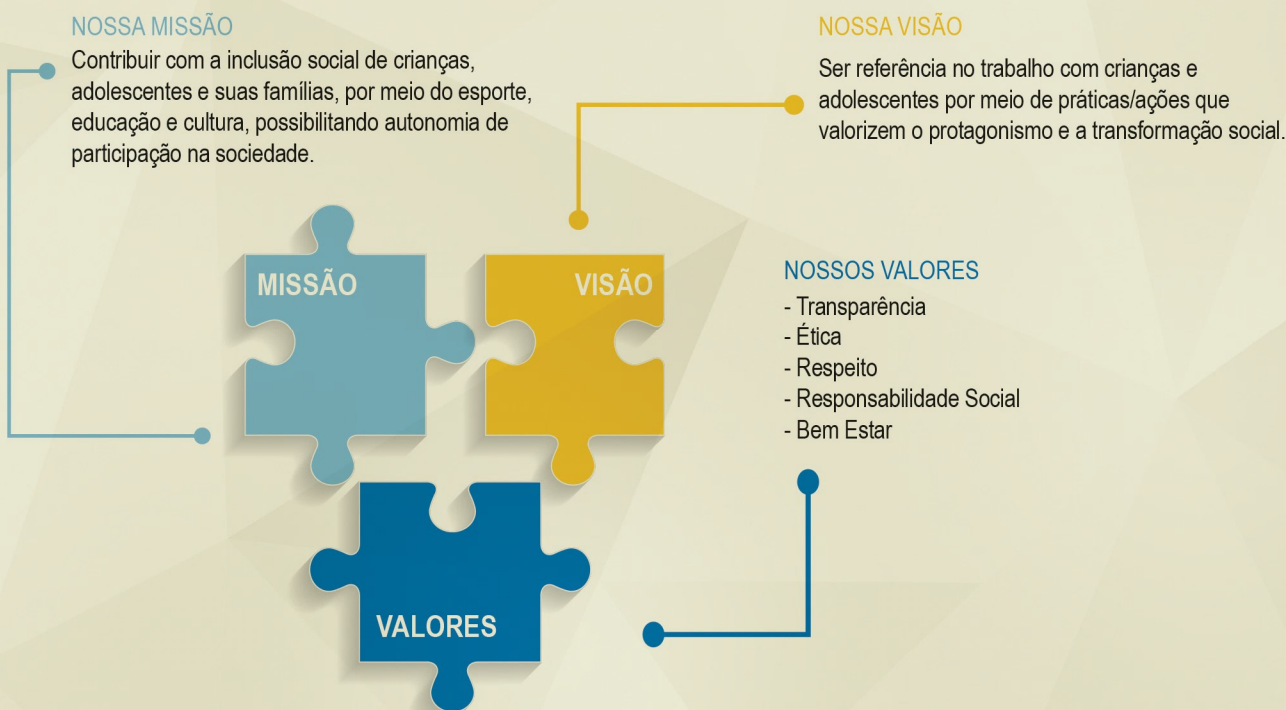 NOSSA MISSÃO
Contribuir com a inclusão social de crianças,
adolescentes e suas famílias, por meio do esporte,
educação e cultura, possibilitando autonomia de
participação na sociedade.
NOSSA VISÃO
Ser referência no trabalho com crianças e
adolescentes por meio de práticas/ações que
valorizem o protagonismo e a transformação social.
MISSÃO
VISÃO
NOSSOS VALORES
- Transparência
- Ética
- Respeito
- Responsabilidade Social
- Bem Estar
VALORES